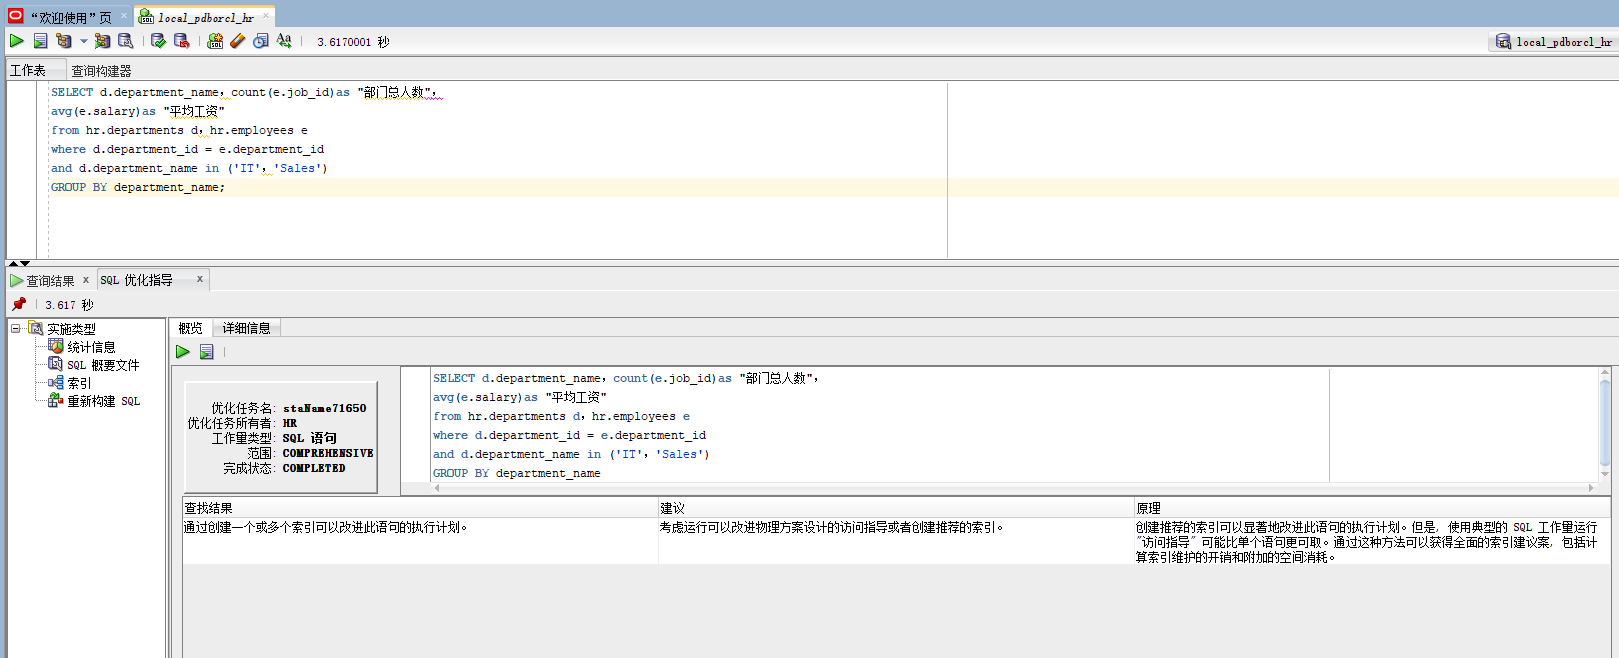 “欢迎使用”页
local_pdborcl_hr
3.6170001 秒
local_pdborcl_hr
工作表
查询构建器
SELECT d.department_name，count(e.job_id)as "部门总人数"，
avg(e.salary)as "平均工资"
from hr.departments d，hr.employees e
where d.department_id = e.department_id
and d.department_name in ('IT'，'Sales')
GROUP BY department_name;
查询结果 x
SQL 优化指导 x
3.617 秒
实施类型
统计信息
SQL 概要文件
索引
重新构建 SQL
概览
详细信息
优化任务名: staName71650
优化任务所有者: HR
工作量类型: SQL 语句
范围: COMPREHENSIVE
完成状态: COMPLETED
SELECT d.department_name，count(e.job_id)as "部门总人数"，
avg(e.salary)as "平均工资"
from hr.departments d，hr.employees e
where d.department_id = e.department_id
and d.department_name in ('IT'，'Sales')
GROUP BY department_name
查找结果
建议
原理
通过创建一个或多个索引可以改进此语句的执行计划。
考虑运行可以改进物理方案设计的访问指导或者创建推荐的索引。
创建推荐的索引可以显著地改进此语句的执行计划。但是, 使用典型的 SQL 工作量运行
"访问指导" 可能比单个语句更可取。通过这种方法可以获得全面的索引建议案, 包括计
算索引维护的开销和附加的空间消耗。